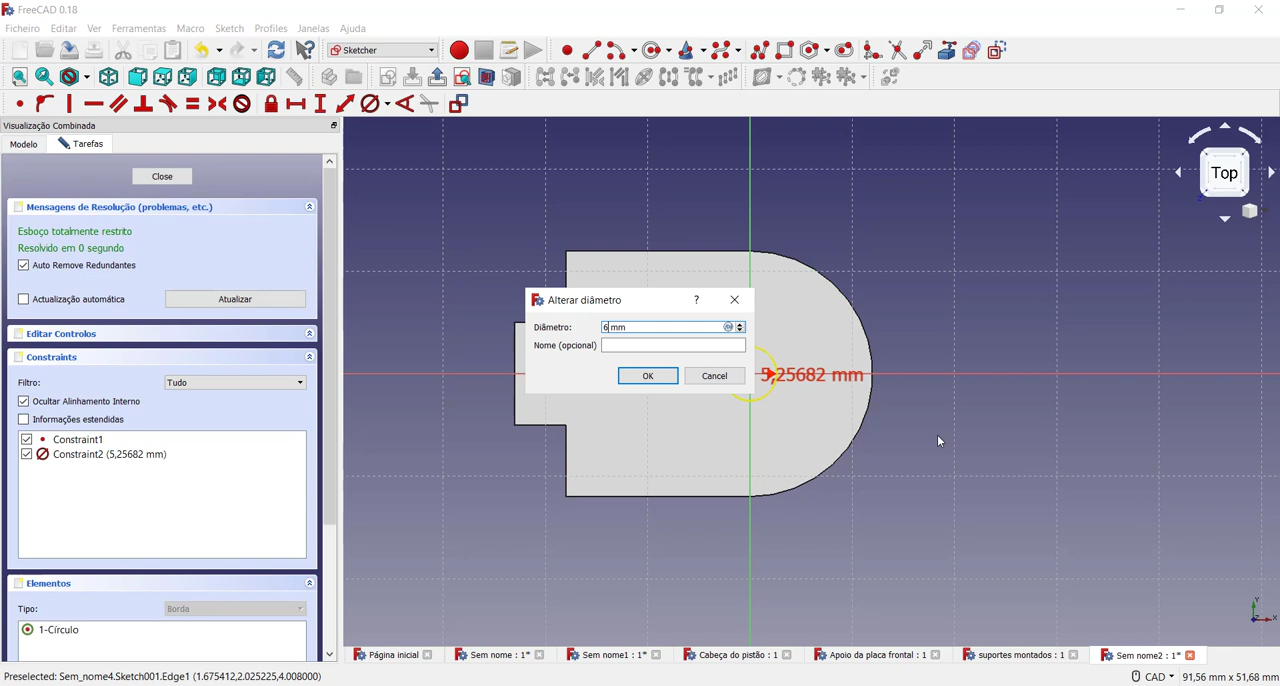 FreeCAD 0.18
Ficheiro Editar Ver Ferramentas Macro Sketch Profiles Janelas Ajuda
Sketcher
Visualização Combinada
Modelo Tarefas
Close
Mensagens de Resolução (problemas, etc.)
Esboço totalmente restrito
Resolvido em 0 segundo
Auto Remove Redundantes
Actualização automática Atualizar
Editar Controlos
Constraints
Filtro: Tudo
Ocultar Alinhamento Interno
Informações estendidas
Constraint1
Constraint2 (5,25682 mm)
Elementos
Tipo: Borda
1-Círculo
Alterar diâmetro ?
Diâmetro: 6 mm
Nome (opcional)
OK Cancel
5,25682 mm
Top
Z
Y
X
Página inicial Sem nome : 1* Sem nome1 : 1* Cabeça do pistão : 1 Apoio da placa frontal : 1 suportes montados : 1 Sem nome2 : 1*
Preselected: Sem_nome4.Sketch001.Edge1 (1.675412,2.025225,4.008000) CAD 91,56 mm x 51,68 mm